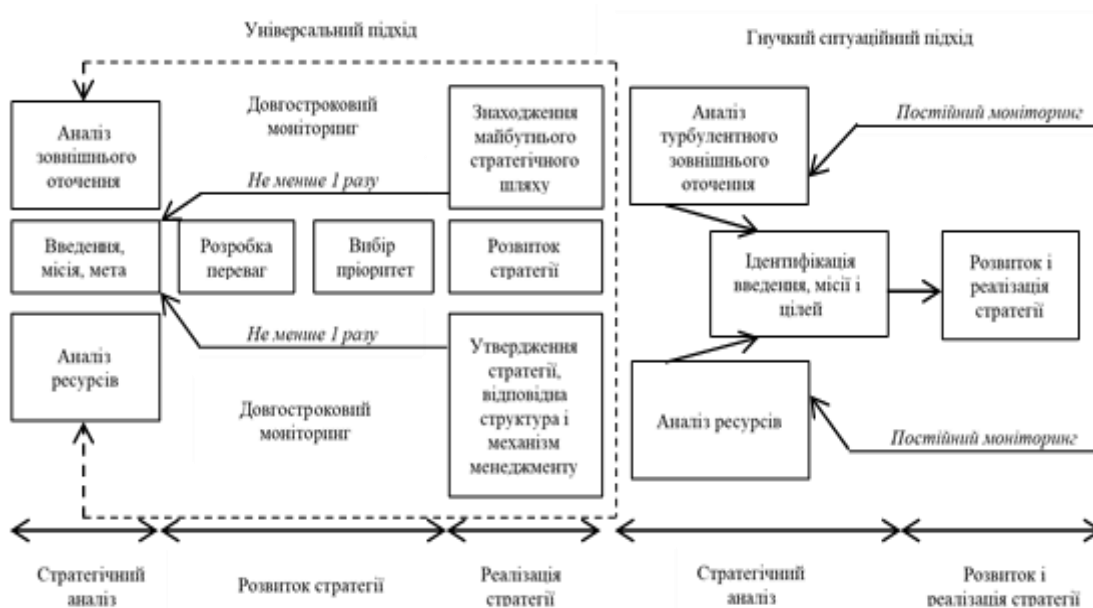 Універсальний підхід
Гнучкий ситуаційний підхід
Аналіз
зовнішнього
оточення
Довгостроковий
моніторинг
Не менше 1 разу
Знаходження
майбутнього
стратегічного
шляху
Введення,
місія, мета
Розробка
переваг
Вибір
пріоритет
Розвиток
стратегії
Аналіз
ресурсів
Не менше 1 разу
Довгостроковий
моніторинг
Утвердження
стратегії,
відповідна
структура і
механізм
менеджменту
Аналіз
турбулентного
зовнішнього
оточення
Постійний моніторинг
Ідентифікація
введення, місії і
цілей
Розвиток і
реалізація
стратегії
Аналіз ресурсів
Постійний моніторинг
Стратегічний
аналіз
Розвиток стратегії
Реалізація
стратегії
Стратегічний
аналіз
Розвиток і
реалізація стратегії